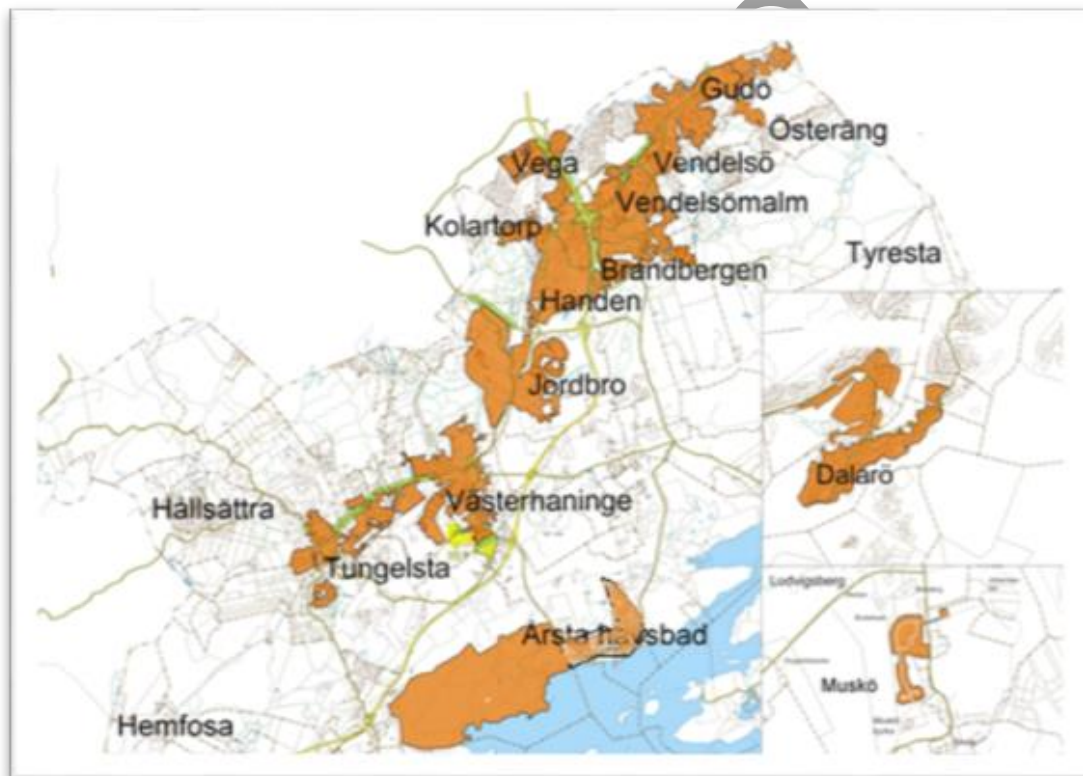 Gudö
Österäng
Vega
Vendelsö
Vendelsömalm
Kolartorp
Tyresta
Brandbergen
Handen
Jordbro
Dalarö
Västerhaninge
Hållsättra
Tungelsta
Lodvigsberg
Årsta havsbad
Muskö
Hemfosa